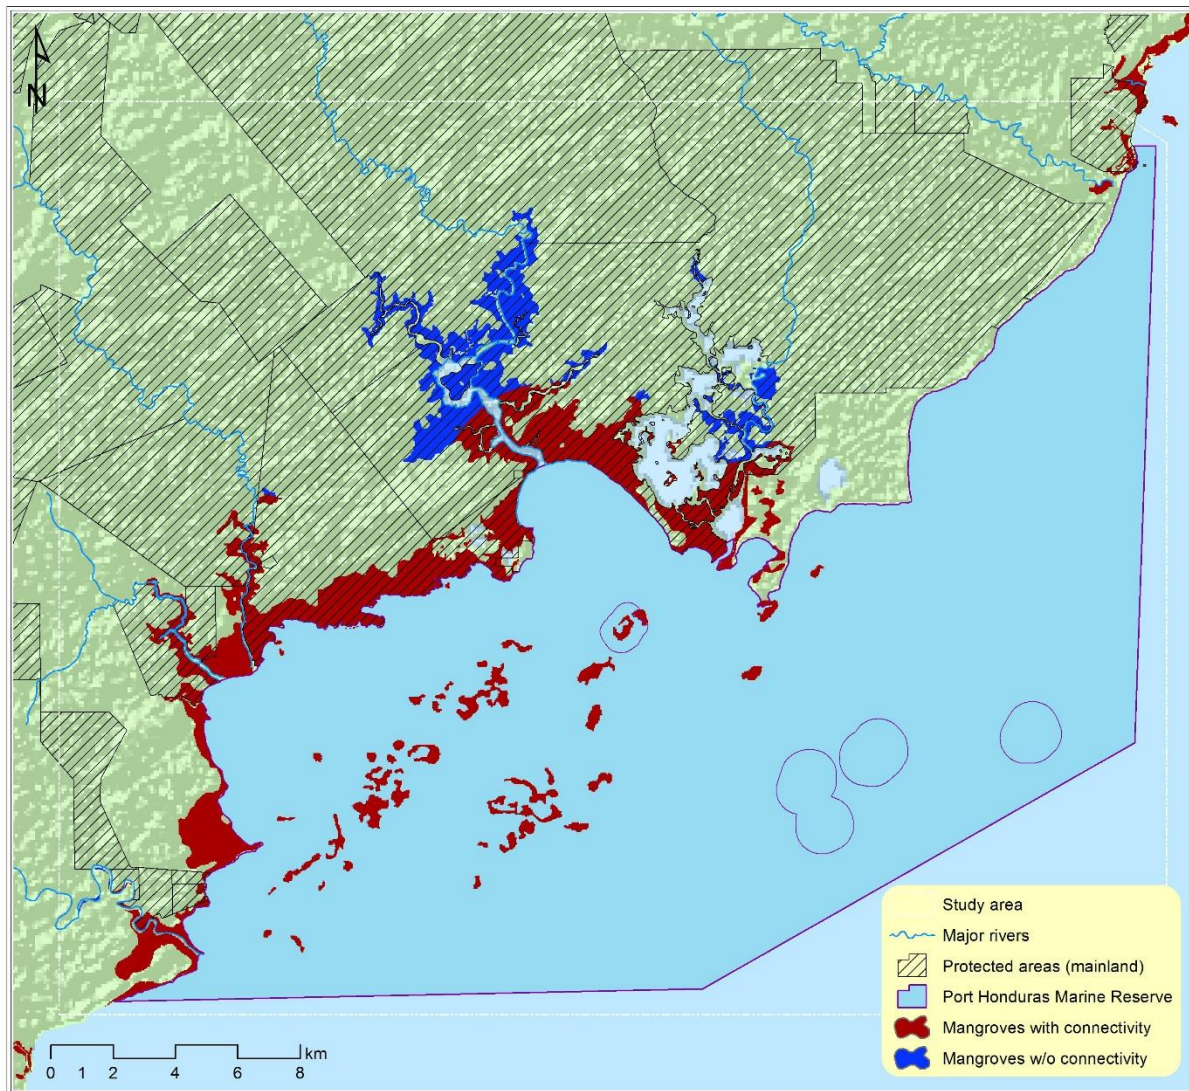 N
Study area
Major rivers
Protected areas (mainland)
Port Honduras Marine Reserve
Mangroves with connectivity
Mangroves w/o connectivity
km
0 1 2 4 6 8